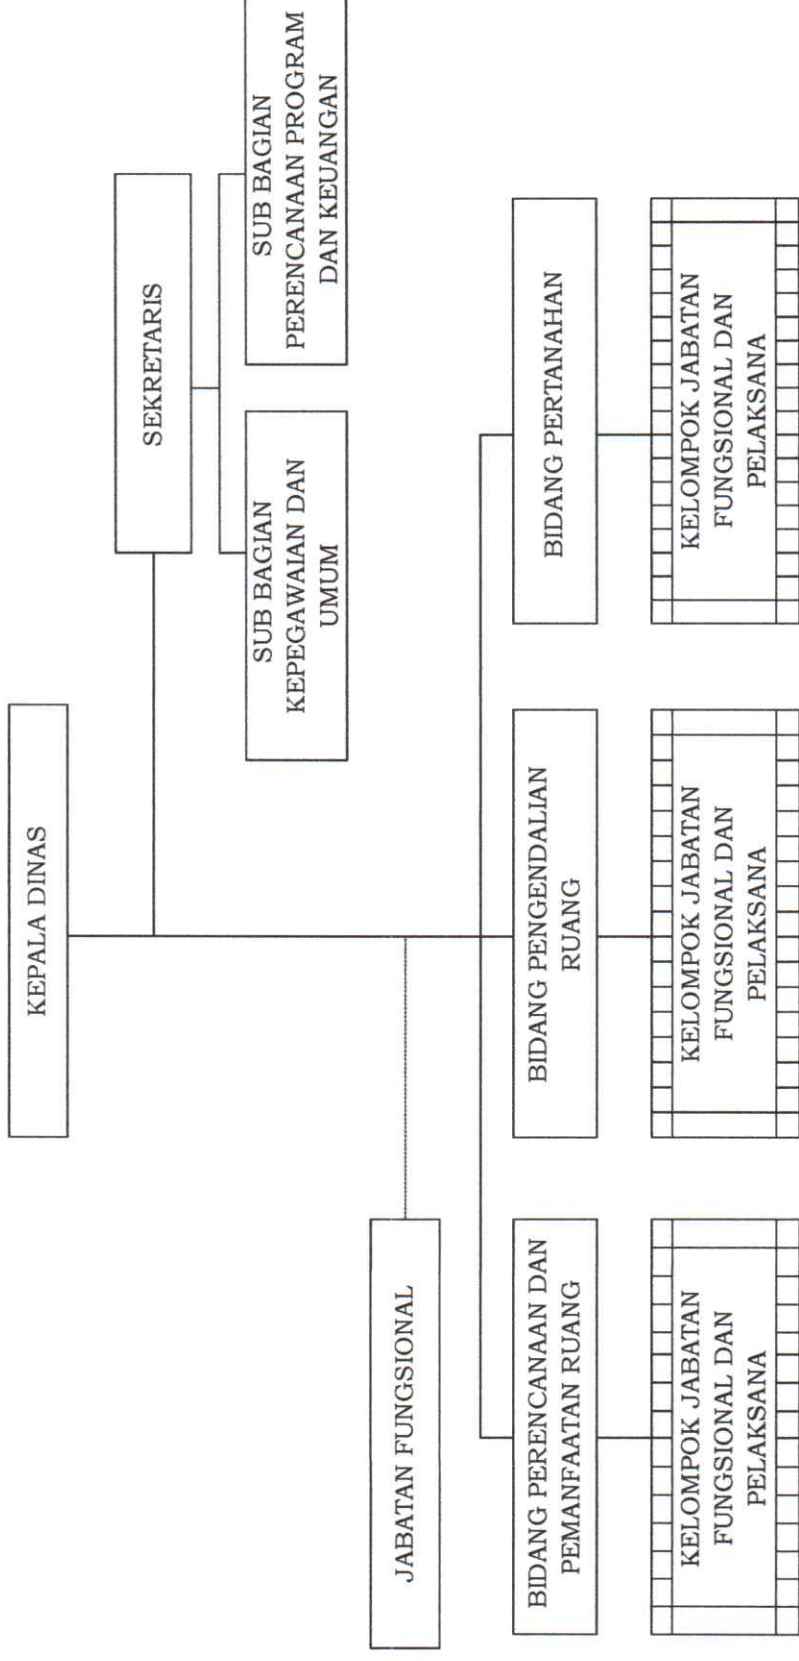 KEPALA DINAS
SEKRETARIS
SUB BAGIAN
KEPEGAWAIAN DAN
UMUM
SUB BAGIAN
PERENCANAAN PROGRAM
DAN KEUANGAN
JABATAN FUNGSIONAL
BIDANG PERENCANAAN DAN
PEMANFAATAN RUANG
BIDANG PENGENDALIAN
RUANG
BIDANG PERTANAHAN
KELOMPOK JABATAN
FUNGSIONAL DAN
PELAKSANA
KELOMPOK JABATAN
FUNGSIONAL DAN
PELAKSANA
KELOMPOK JABATAN
FUNGSIONAL DAN
PELAKSANA